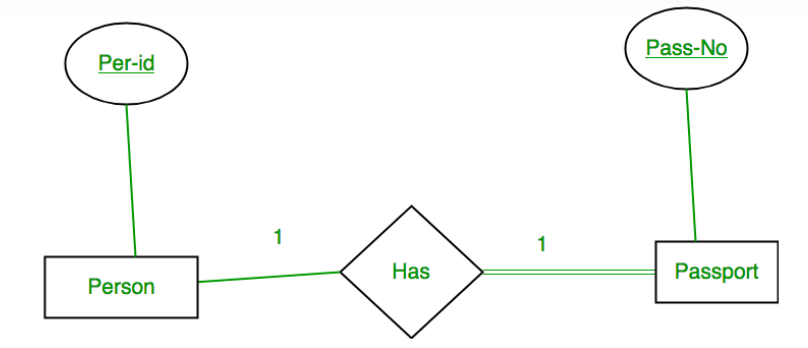 Per-id
Pass-No
1
1
Person
Has
Passport